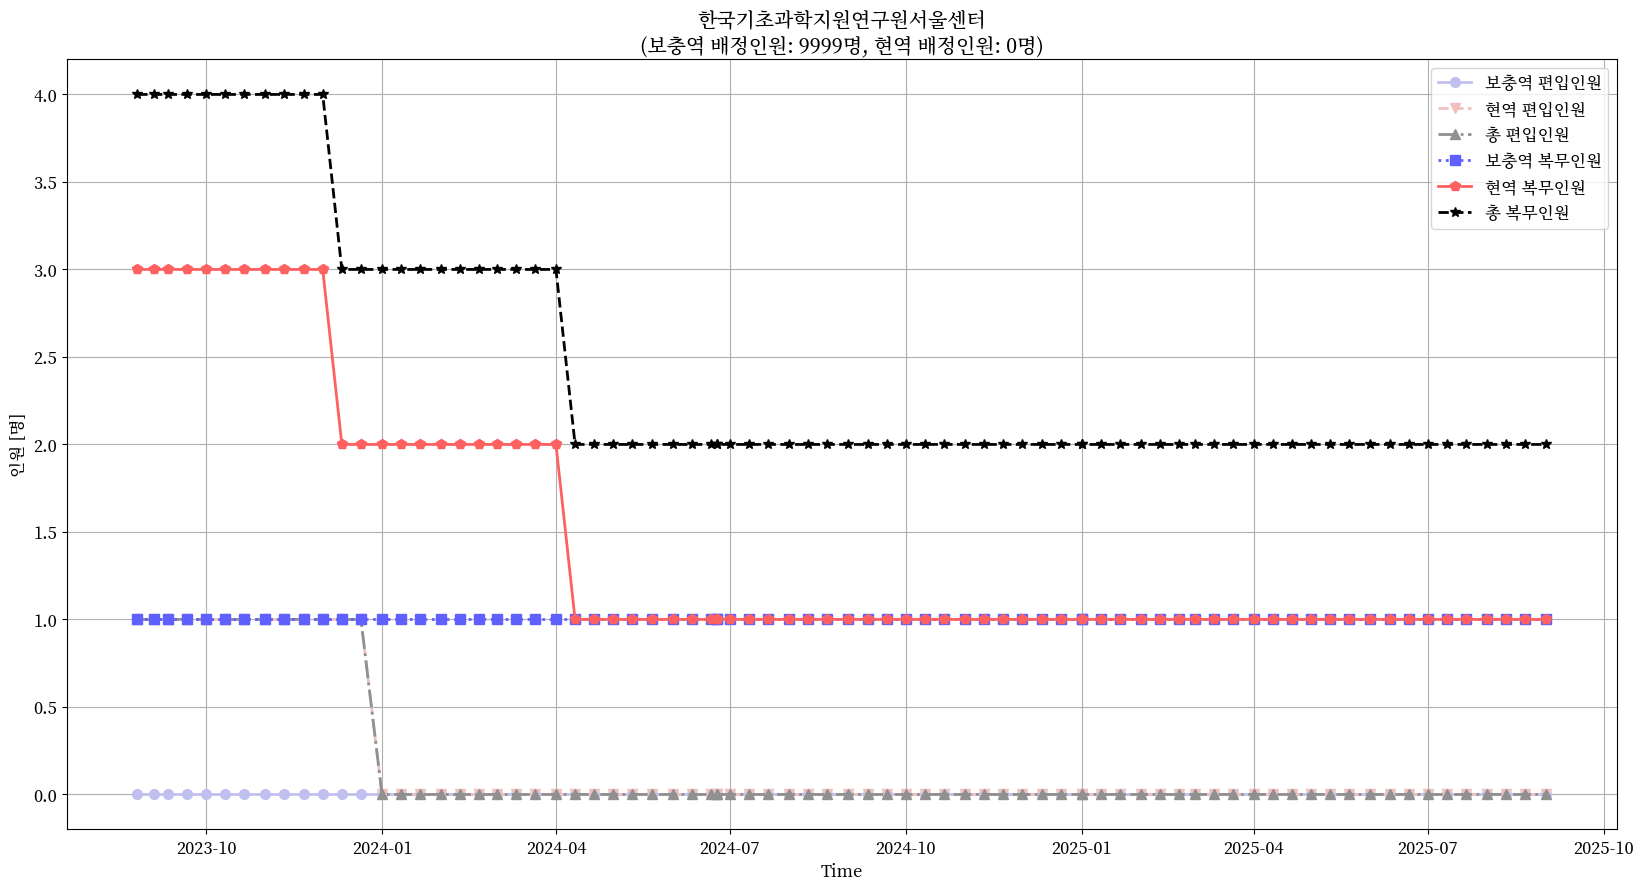 한국기초과학지원연구원서울센터
(보충역 배정인원: 9999명, 현역 배정인원: 0명)
보충역 편입인원
현역 편입인원
총 편입인원
보충역 복무인원
현역 복무인원
총 복무인원
인원 [명]
4.0
3.5
3.0
2.5
2.0
1.5
1.0
0.5
0.0
2023-10
2024-01
2024-04
2024-07
2024-10
2025-01
2025-04
2025-07
2025-10
Time